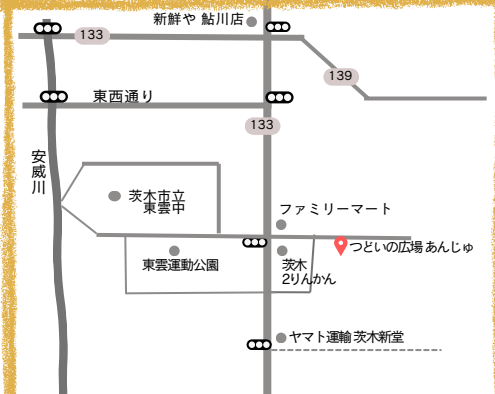 新鮮や 鮎川店
133
139
東西通り
133
安威川
茨木市立
東雲中
ファミリーマート
つどいの広場 あんじゅ
東雲運動公園
茨木
2りんかん
ヤマト運輸 茨木新堂